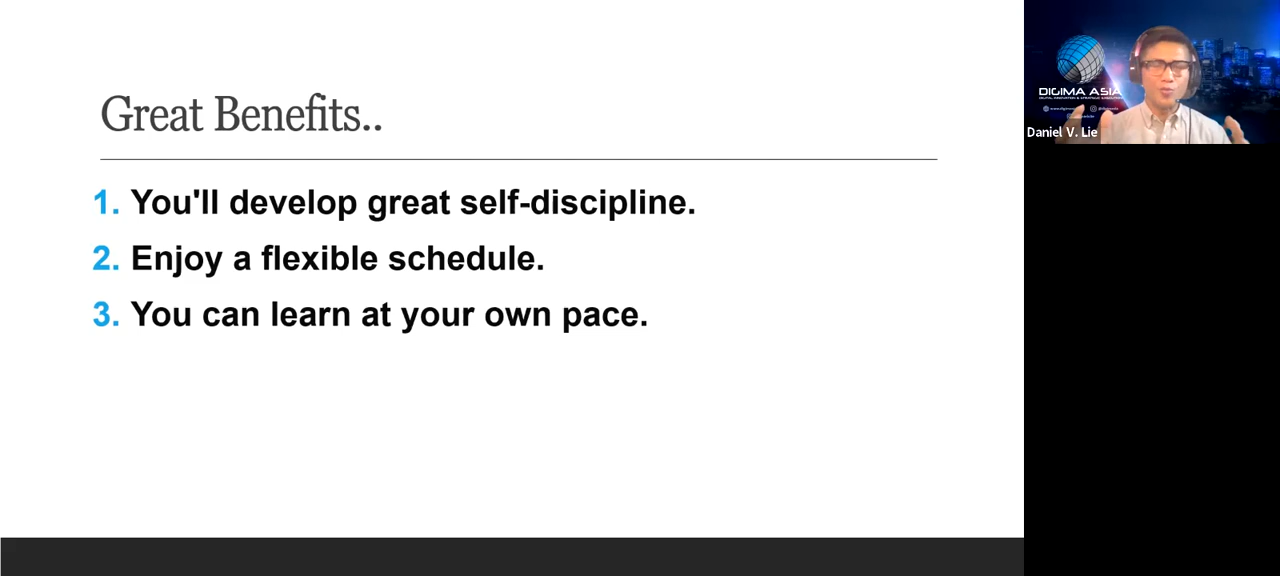 Great Benefits..
1. You'll develop great self-discipline.
2. Enjoy a flexible schedule.
3. You can learn at your own pace.
DIGIMA ASIA
Daniel V. Lie